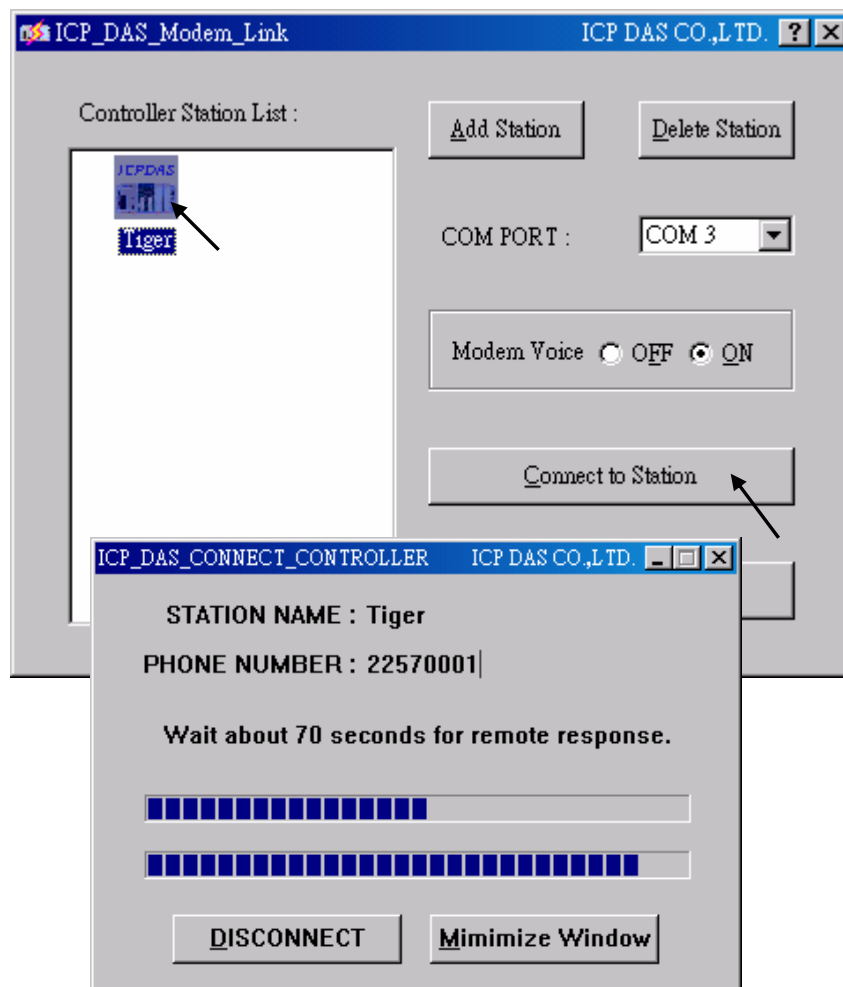 ICP_DAS_Modem_Link ICP DAS CO.,LTD.
Controller Station List :
Add Station Delete Station
ICPDAS
Tiger
COM PORT : COM 3
Modem Voice OFF ON
Connect to Station
ICP_DAS_CONNECT_CONTROLLER ICP DAS CO.,LTD.
STATION NAME : Tiger
PHONE NUMBER : 22570001
Wait about 70 seconds for remote response.
DISCONNECT Mimimize Window